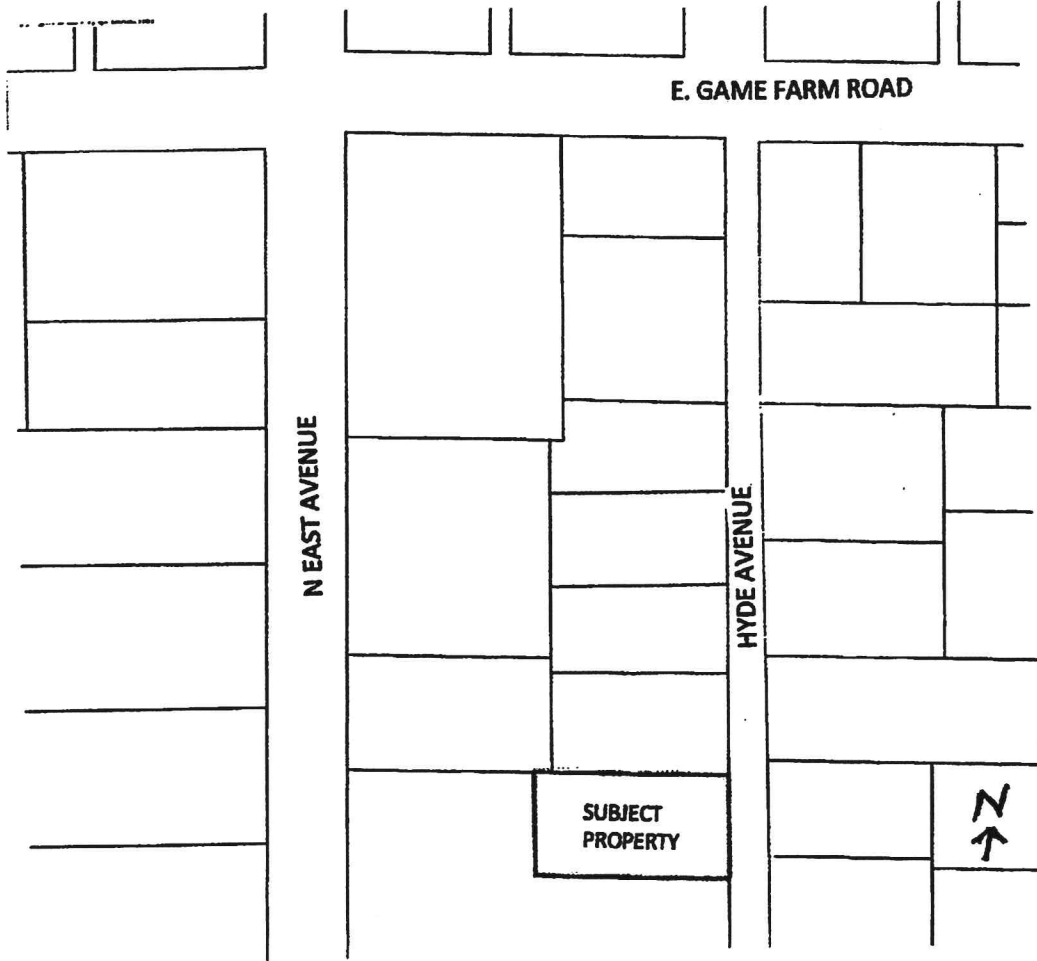 E. GAME FARM ROAD
N EAST AVENUE
HYDE AVENUE
SUBJECT
PROPERTY
N